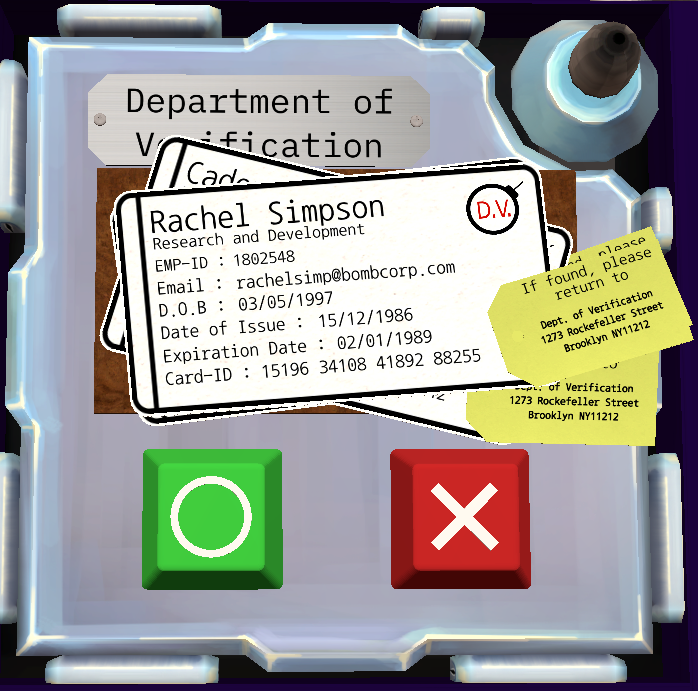 Department of
Verification
Cade
Rachel Simpson
Research and Development
D.V.
EMP-ID : 1802548
Email : rachelsimp@bombcorp.com
D.O.B : 03/05/1997
Date of Issue : 15/12/1986
Expiration Date : 02/01/1989
Card-ID : 15196 34108 41892 88255
please
If found, please
return to
Dept. of Verification
1273 Rockefeller Street
Brooklyn NY11212
Dept. of Verification
1273 Rockefeller Street
Brooklyn NY11212